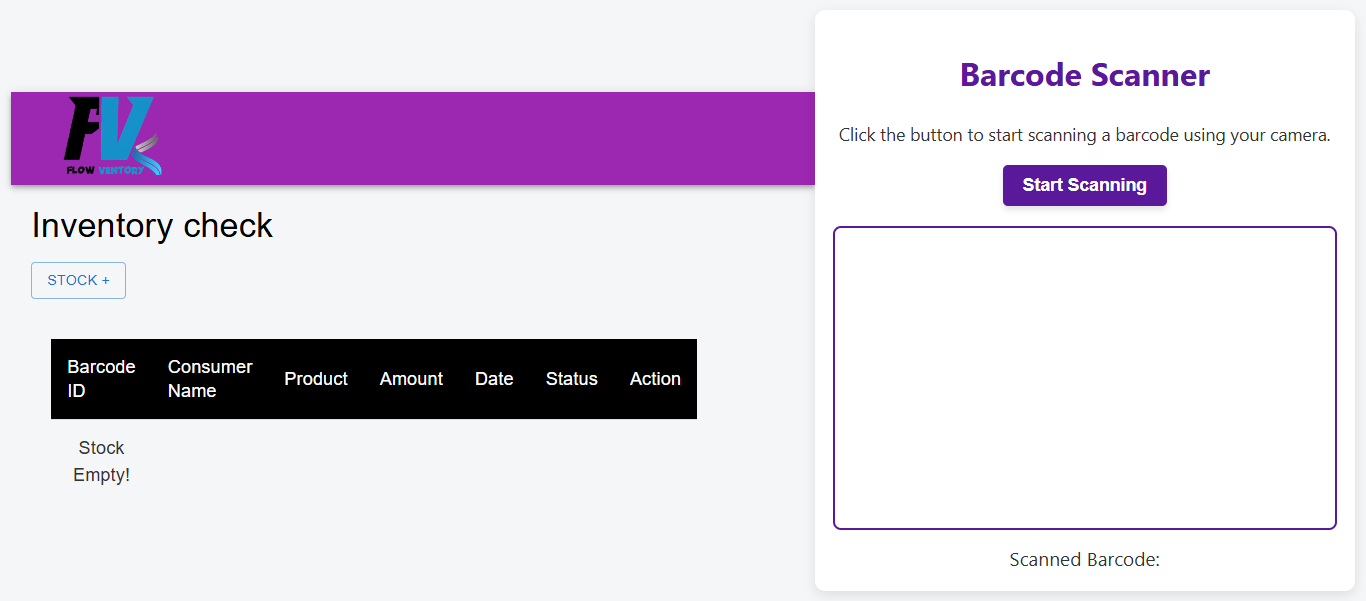 FV
FLOW VENTORY
Inventory check
STOCK +
Barcode ID
Consumer Name
Product
Amount
Date
Status
Action
Stock
Empty!
Barcode Scanner
Click the button to start scanning a barcode using your camera.
Start Scanning
Scanned Barcode: